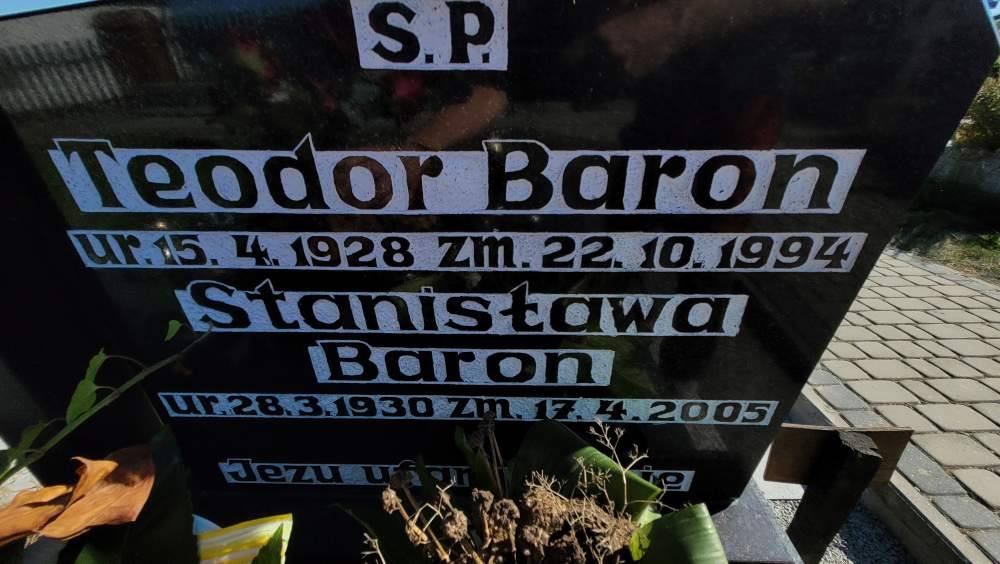 S.P.
Teodor Baron
ur. 15. 4. 1928 zm. 22. 10. 1994
Stanisława
Baron
ur. 28. 3. 1930 zm. 17. 4. 2005
Jezu